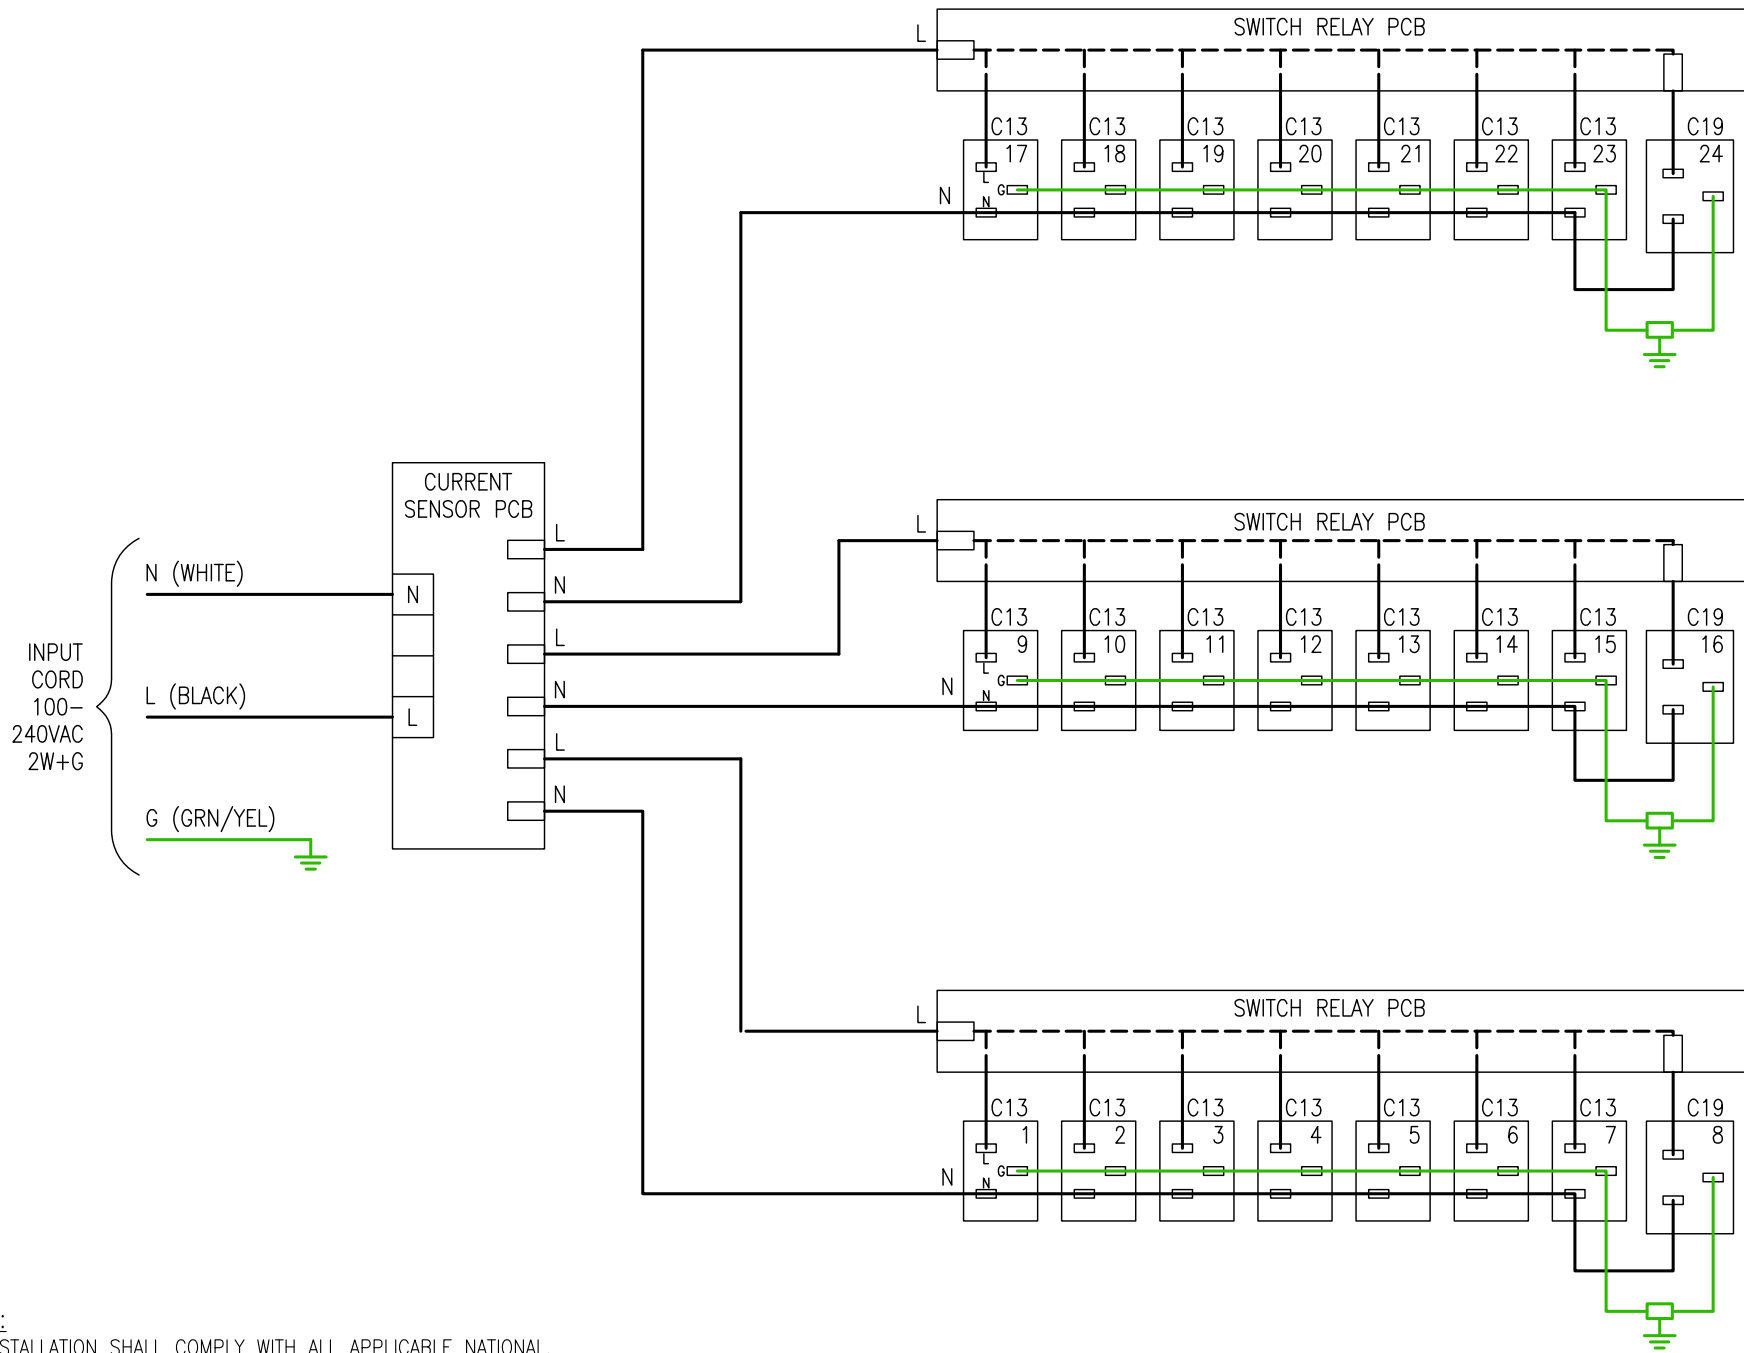 L
SWITCH RELAY PCB
C13 C13 C13 C13 C13 C13 C13 C19
17 18 19 20 21 22 23 24
L
G
N N
CURRENT
SENSOR PCB
L
N
L
N
L
N
N (WHITE)
N
L (BLACK)
L
G (GRN/YEL)
INPUT
CORD
100-
240VAC
2W+G
L
SWITCH RELAY PCB
C13 C13 C13 C13 C13 C13 C13 C19
9 10 11 12 13 14 15 16
L
G
N N
L
SWITCH RELAY PCB
C13 C13 C13 C13 C13 C13 C13 C19
1 2 3 4 5 6 7 8
L
G
N N
:
STALLATION SHALL COMPLY WITH ALL APPLICABLE NATIONAL,